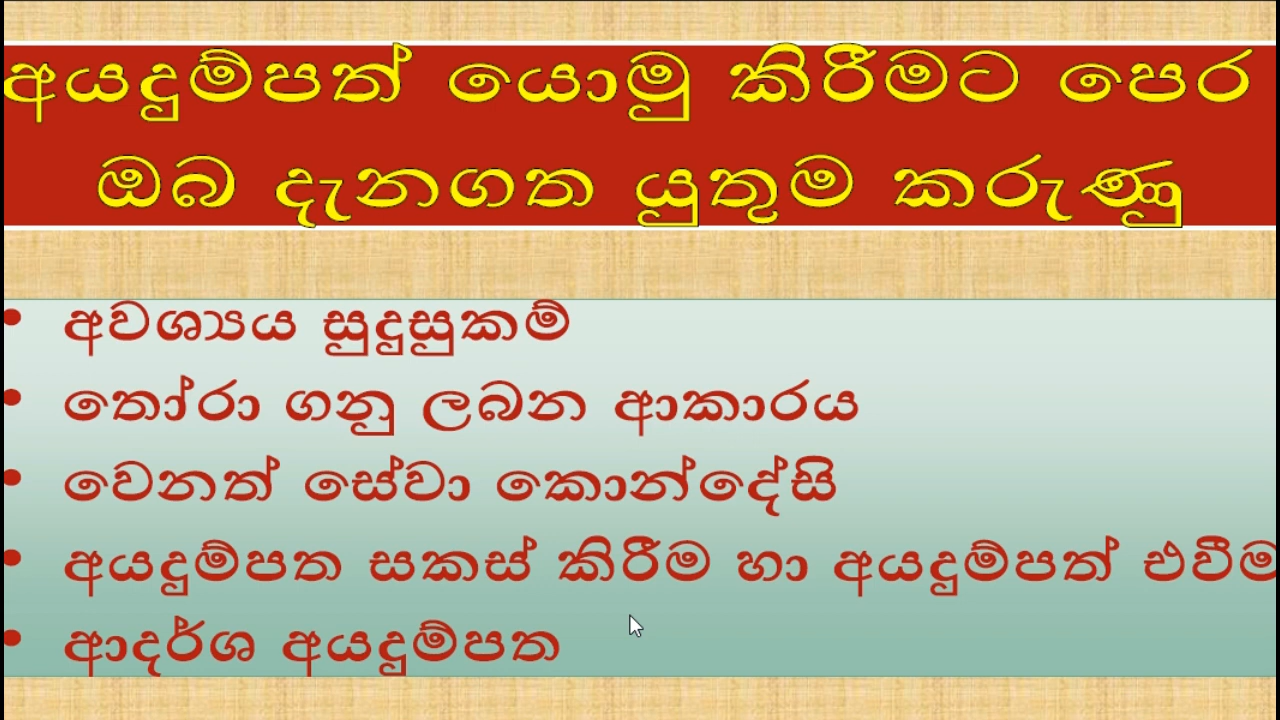 අයදුම්පත් යොමු කිරීමට පෙර
ඔබ දැනගත යුතුම කරුණු
• අවශ්‍යය සුදුසුකම්
• තෝරා ගනු ලබන ආකාරය
• වෙනත් සේවා කොන්දේසි
• අයදුම්පත සකස් කිරීම හා අයදුම්පත් එවීම
• ආදර්ශ අයදුම්පත